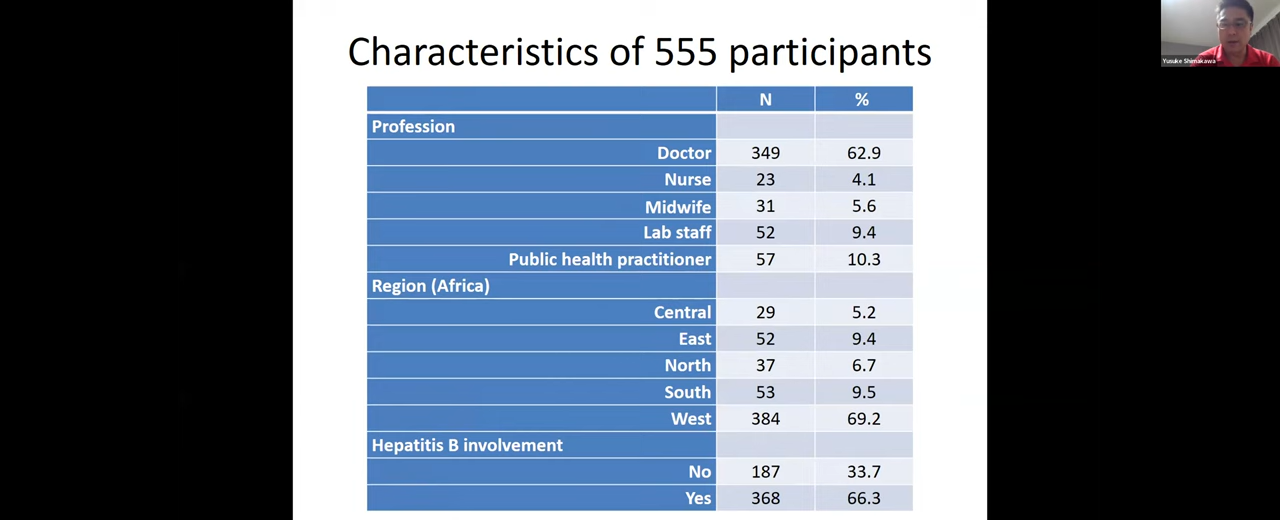 Characteristics of 555 participants
N %
Profession
Doctor 349 62.9
Nurse 23 4.1
Midwife 31 5.6
Lab staff 52 9.4
Public health practitioner 57 10.3
Region (Africa)
Central 29 5.2
East 52 9.4
North 37 6.7
South 53 9.5
West 384 69.2
Hepatitis B involvement
No 187 33.7
Yes 368 66.3
Yusuke Shimakawa